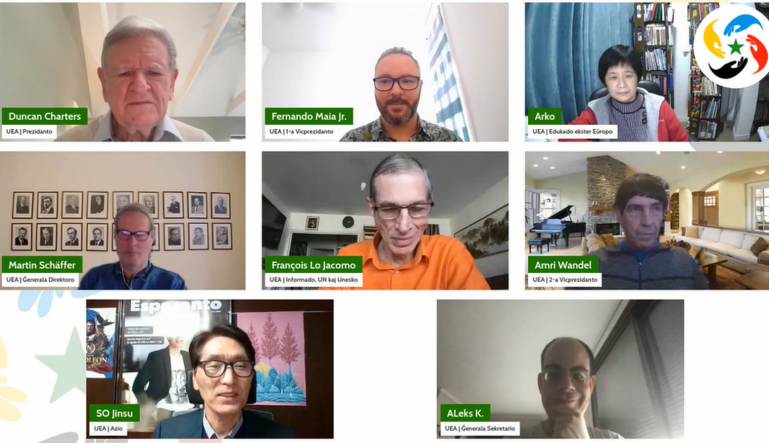 Duncan Charters
UEA | Prezidanto
Fernando Maia Jr.
UEA | 1-a Vicprezidanto
Arko
UEA | Edukado ekster Eŭropo
Martin Schäffer
UEA | Ĝenerala Direktoro
François Lo Jacomo
UEA | Informado, UN kaj Unesko
Amri Wandel
UEA | 2-a Vicprezidanto
Esperanto
SO Jinsu
UEA | Azio
ALeks K.
UEA | Ĝenerala Sekretario